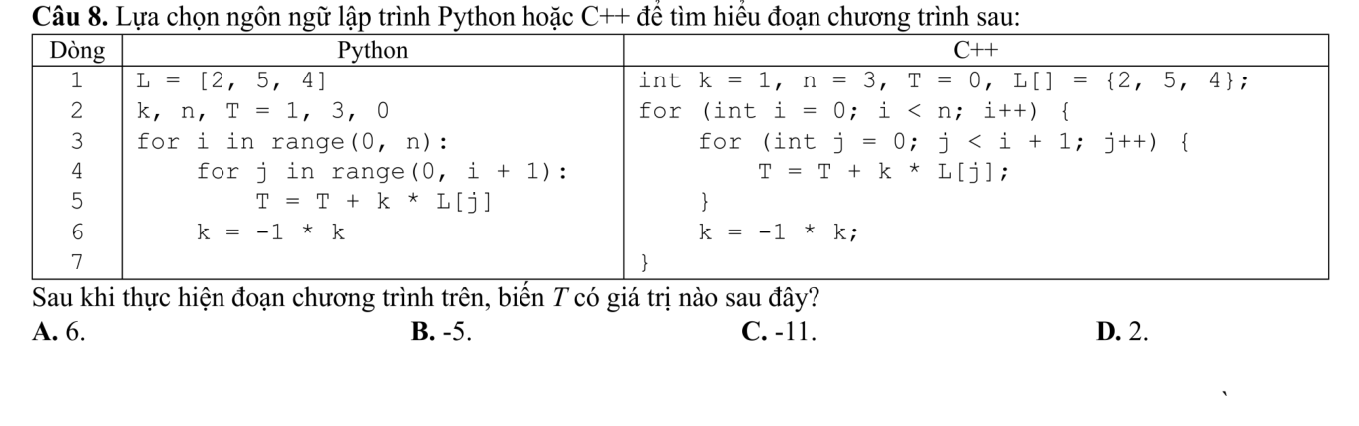 Câu 8. Lựa chọn ngôn ngữ lập trình Python hoặc C++ để tìm hiểu đoạn chương trình sau:
Dòng Python C++
1 L = [2, 5, 4] int k = 1, n = 3, T = 0, L[] = {2, 5, 4};
2 k, n, T = 1, 3, 0 for (int i = 0; i < n; i++) {
3 for i in range(0, n): for (int j = 0; j < i + 1; j++) {
4 for j in range(0, i + 1): T = T + k * L[j];
5 T = T + k * L[j] }
6 k = -1 * k k = -1 * k;
7 }
Sau khi thực hiện đoạn chương trình trên, biến T có giá trị nào sau đây?
A. 6. B. -5. C. -11. D. 2.